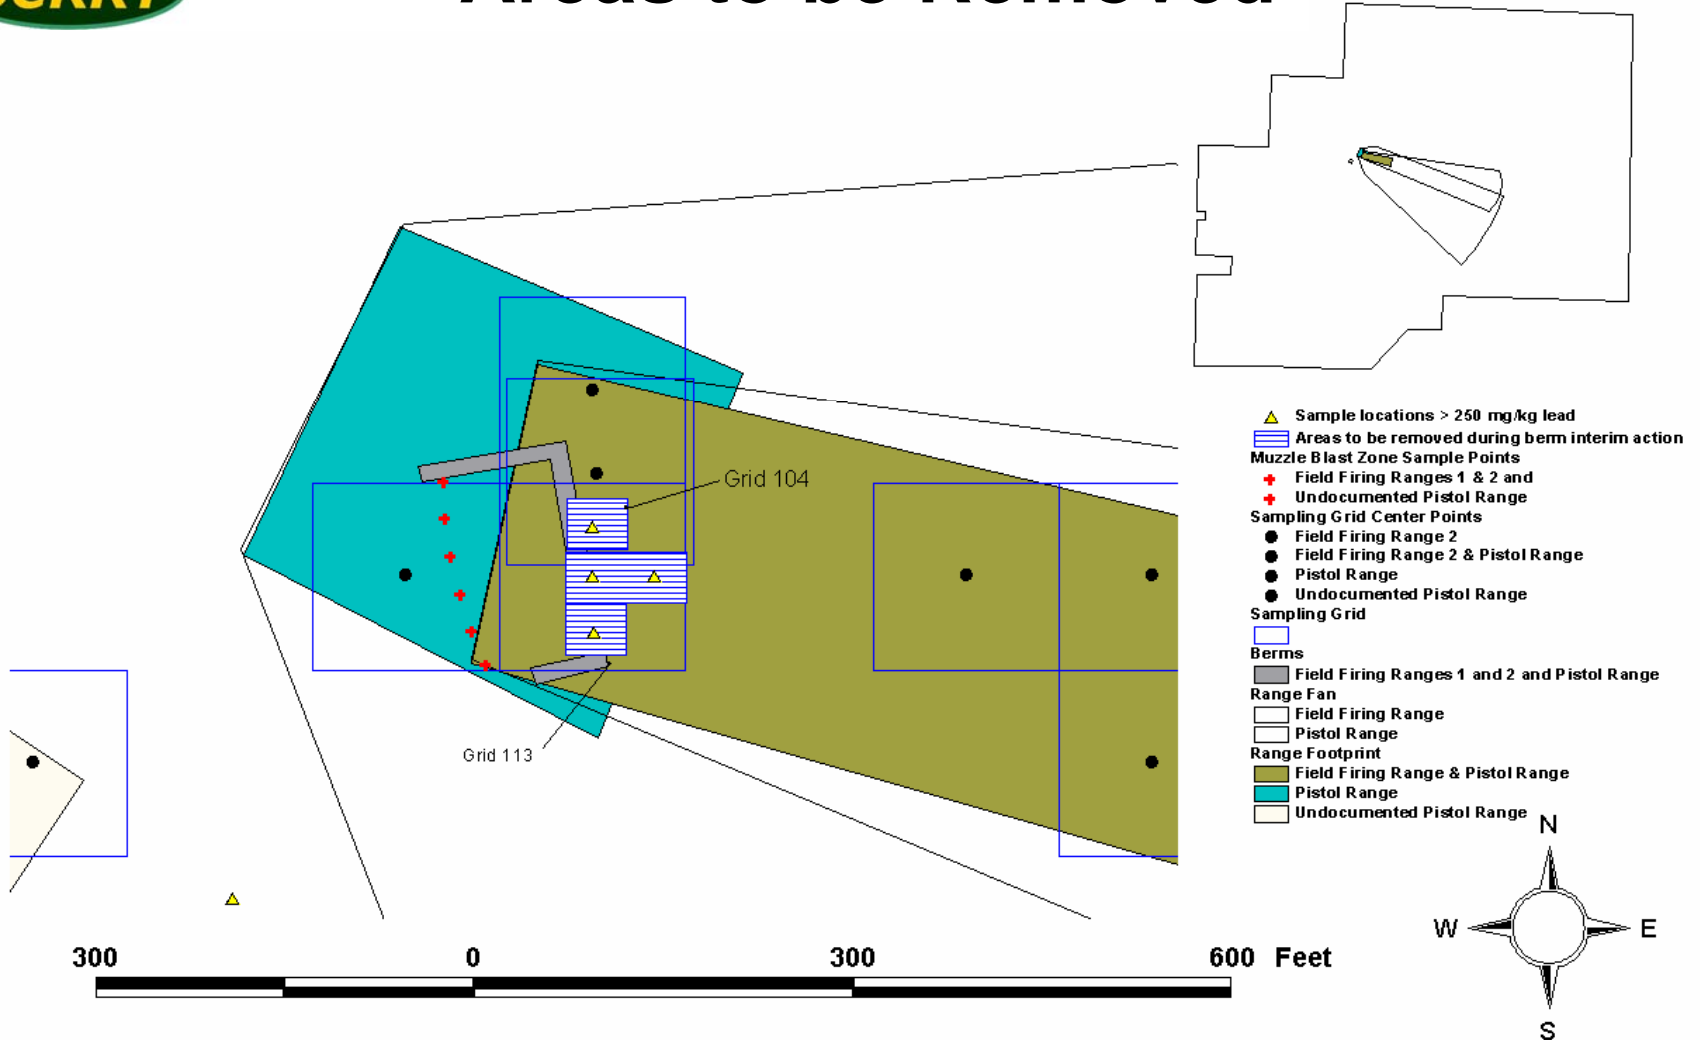 Areas to be Removed
Grid 104
Grid 113
Sample locations > 250 mg/kg lead
Areas to be removed during berm interim action
Muzzle Blast Zone Sample Points
Field Firing Ranges 1 & 2 and
Undocumented Pistol Range
Sampling Grid Center Points
Field Firing Range 2
Field Firing Range 2 & Pistol Range
Pistol Range
Undocumented Pistol Range
Sampling Grid
Berms
Field Firing Ranges 1 and 2 and Pistol Range
Range Fan
Field Firing Range
Pistol Range
Range Footprint
Field Firing Range & Pistol Range
Pistol Range
Undocumented Pistol Range
N
W E
S
300 0 300 600 Feet